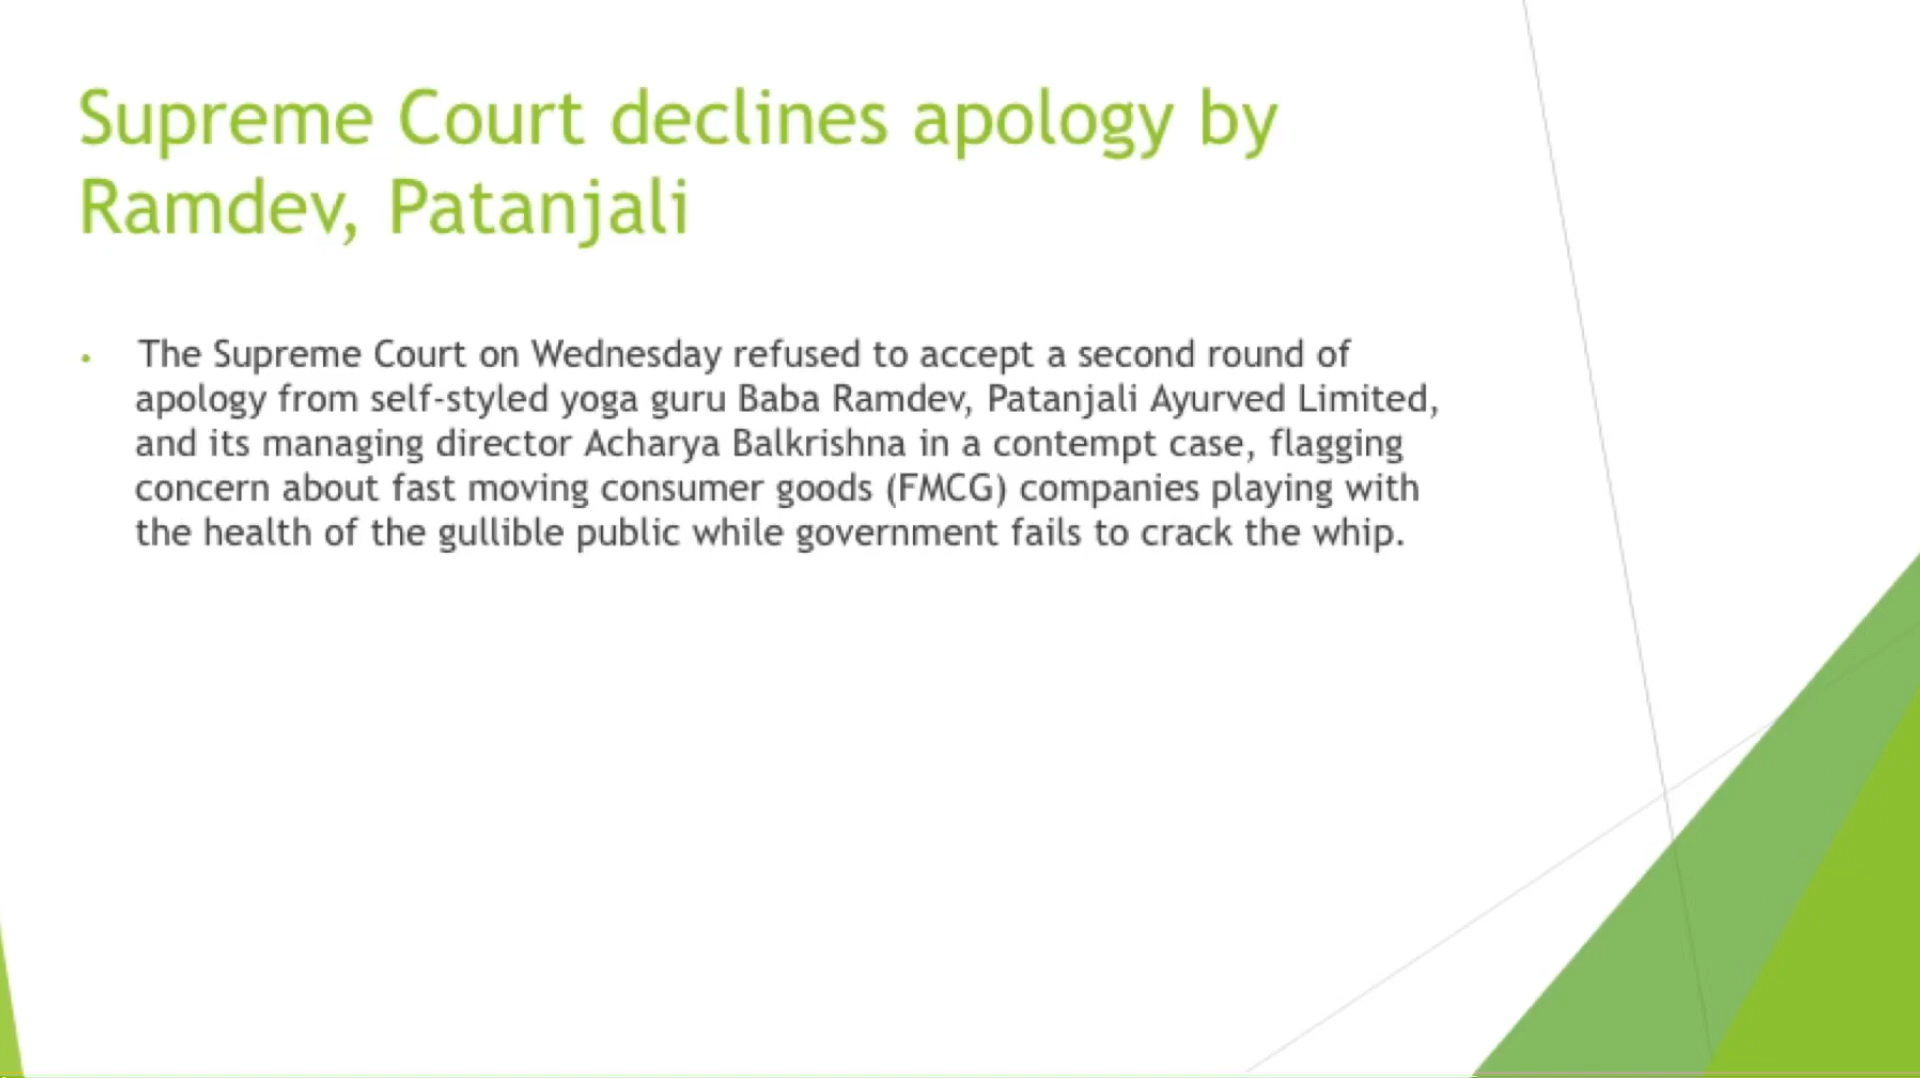 Supreme Court declines apology by
Ramdev, Patanjali
• The Supreme Court on Wednesday refused to accept a second round of
apology from self-styled yoga guru Baba Ramdev, Patanjali Ayurved Limited,
and its managing director Acharya Balkrishna in a contempt case, flagging
concern about fast moving consumer goods (FMCG) companies playing with
the health of the gullible public while government fails to crack the whip.